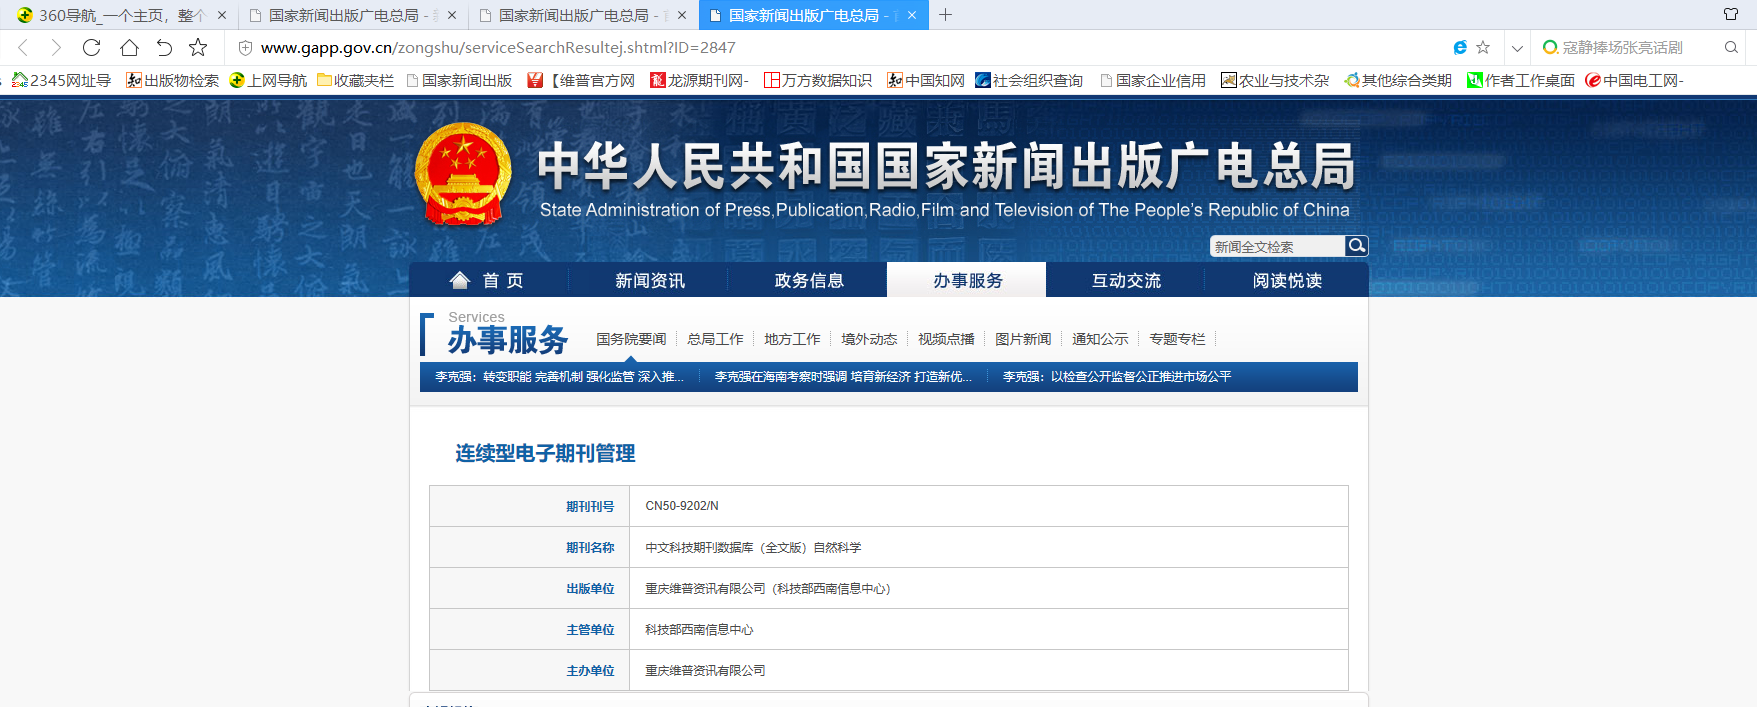 360导航_一个主页，整个
国家新闻出版广电总局 -
国家新闻出版广电总局 -
国家新闻出版广电总局 -
www.gapp.gov.cn/zongshu/serviceSearchResultej.shtml?ID=2847
寇静捧场张亮话剧
2345网址导
出版物检索
上网导航
收藏夹栏
国家新闻出版
【维普官方网
龙源期刊网-
万方数据知识
中国知网
社会组织查询
国家企业信用
农业与技术杂
其他综合类期
作者工作桌面
中国电工网-
中华人民共和国国家新闻出版广电总局
State Administration of Press,Publication,Radio,Film and Television of The People's Republic of China
新闻全文检索
首 页
新闻资讯
政务信息
办事服务
互动交流
阅读悦读
Services
办事服务
国务院要闻
总局工作
地方工作
境外动态
视频点播
图片新闻
通知公示
专题专栏
李克强：转变职能 完善机制 强化监管 深入推...
李克强在海南考察时强调 培育新经济 打造新优...
李克强：以检查公开监督公正推进市场公平
连续型电子期刊管理
期刊刊号 CN50-9202/N
期刊名称 中文科技期刊数据库（全文版）自然科学
出版单位 重庆维普资讯有限公司（科技部西南信息中心）
主管单位 科技部西南信息中心
主办单位 重庆维普资讯有限公司